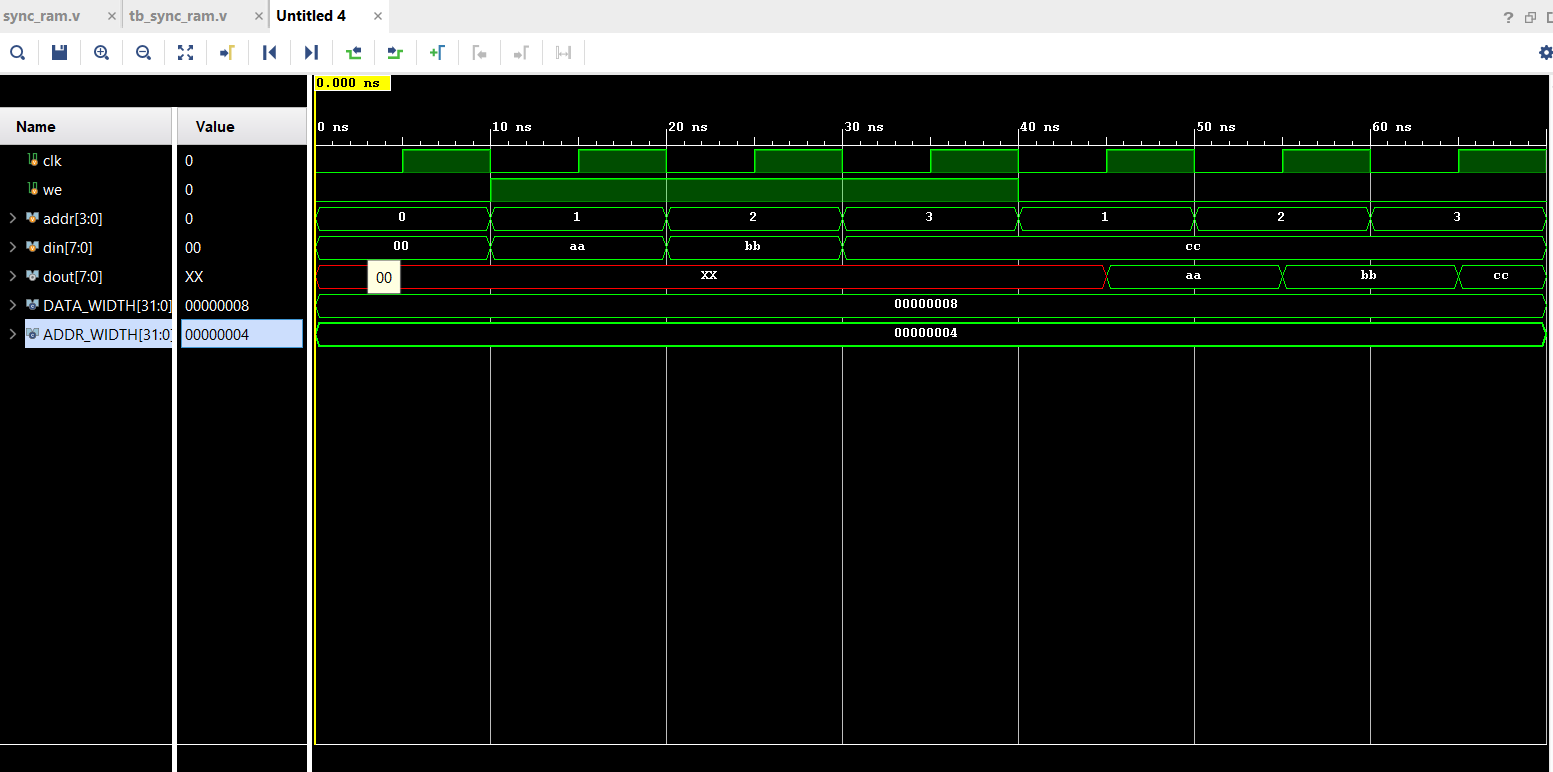 sync_ram.v × tb_sync_ram.v × Untitled 4 ×
?
0.000 ns
Name Value
0 ns 10 ns 20 ns 30 ns 40 ns 50 ns 60 ns
clk 0
we 0
addr[3:0] 0 0 1 2 3 1 2 3
din[7:0] 00 00 aa bb cc
dout[7:0] XX 00 XX aa bb cc
DATA_WIDTH[31:0] 00000008 00000008
ADDR_WIDTH[31:0] 00000004 00000004